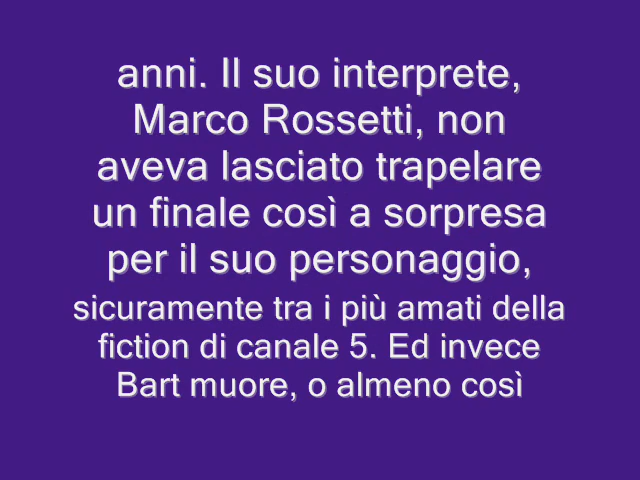 anni. Il suo interprete,
Marco Rossetti, non
aveva lasciato trapelare
un finale così a sorpresa
per il suo personaggio,
sicuramente tra i più amati della
fiction di canale 5. Ed invece
Bart muore, o almeno così